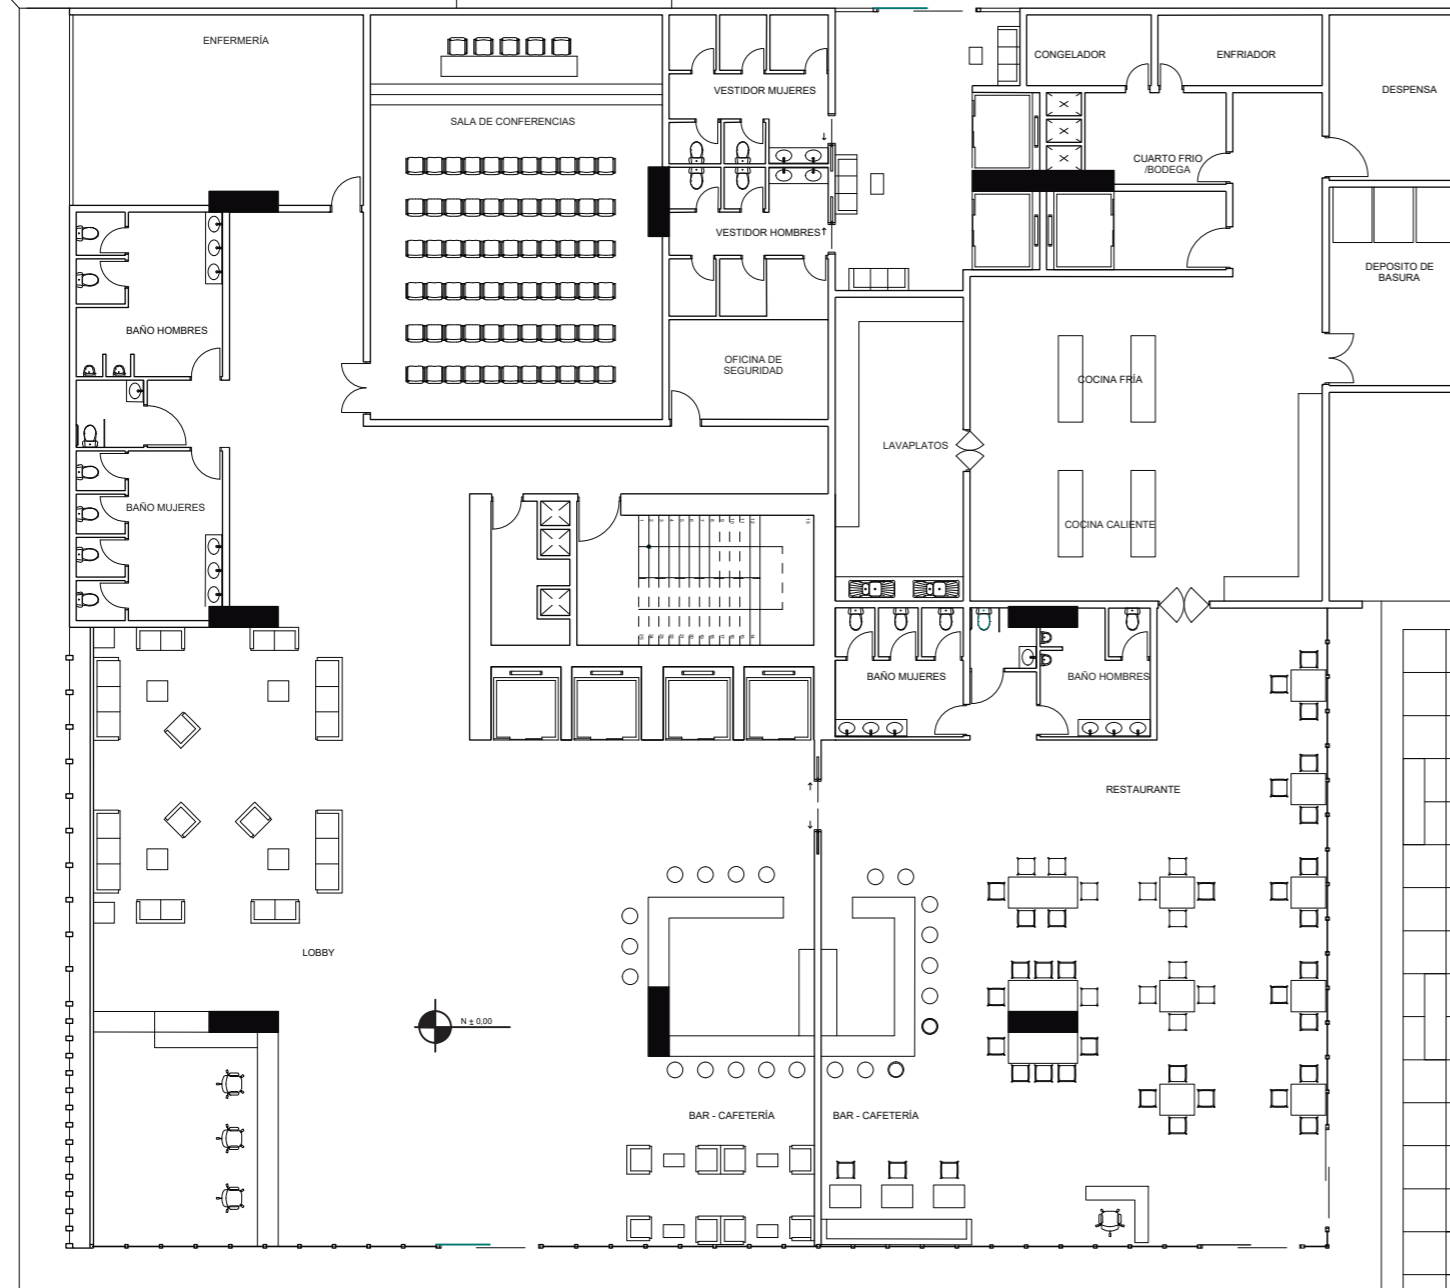 ENFERMERÍA
SALA DE CONFERENCIAS
VESTIDOR MUJERES
CONGELADOR
ENFRIADOR
DESPENSA
CUARTO FRIO
/BODEGA
VESTIDOR HOMBRES
DEPOSITO DE
BASURA
BAÑO HOMBRES
OFICINA DE
SEGURIDAD
COCINA FRÍA
LAVAPLATOS
BAÑO MUJERES
COCINA CALIENTE
BAÑO MUJERES
BAÑO HOMBRES
RESTAURANTE
LOBBY
N ± 0,00
BAR - CAFETERÍA
BAR - CAFETERÍA